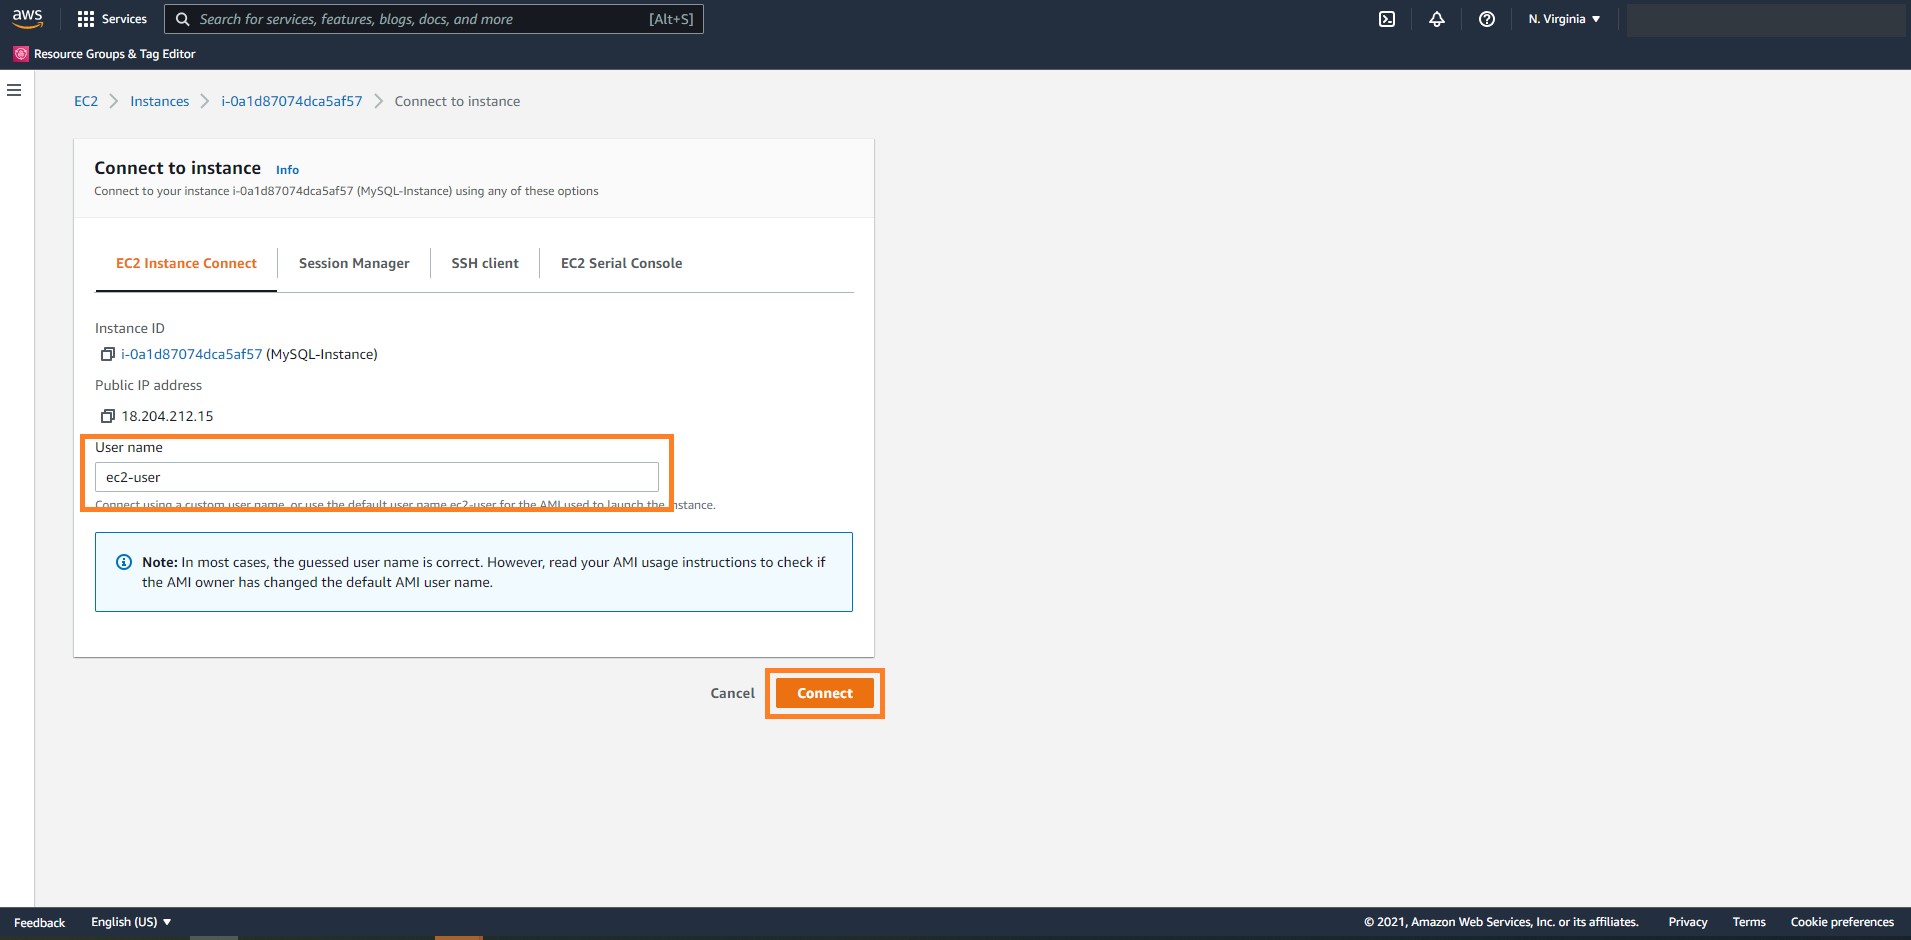 aws
Services
Search for services, features, blogs, docs, and more [Alt+S]
N. Virginia
Resource Groups & Tag Editor
EC2 Instances i-0a1d87074dca5af57 Connect to instance
Connect to instance Info
Connect to your instance i-0a1d87074dca5af57 (MySQL-Instance) using any of these options
EC2 Instance Connect Session Manager SSH client EC2 Serial Console
Instance ID
i-0a1d87074dca5af57 (MySQL-Instance)
Public IP address
18.204.212.15
User name
ec2-user
Connect using a custom user name, or use the default user name ec2-user for the AMI used to launch the instance.
Note: In most cases, the guessed user name is correct. However, read your AMI usage instructions to check if
the AMI owner has changed the default AMI user name.
Cancel Connect
Feedback English (US) © 2021, Amazon Web Services, Inc. or its affiliates. Privacy Terms Cookie preferences